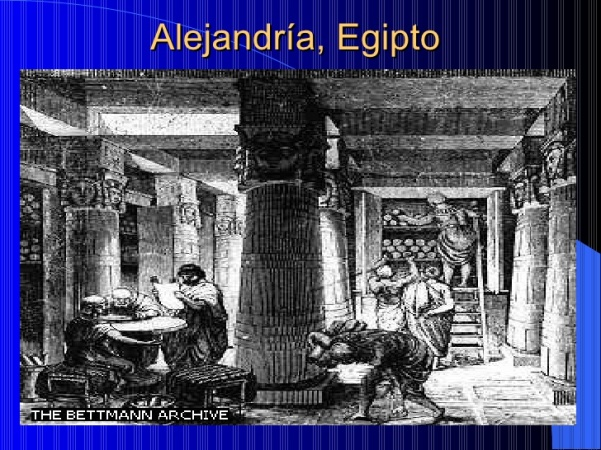 Alejandría, Egipto
THE BETTMANN ARCHIVE